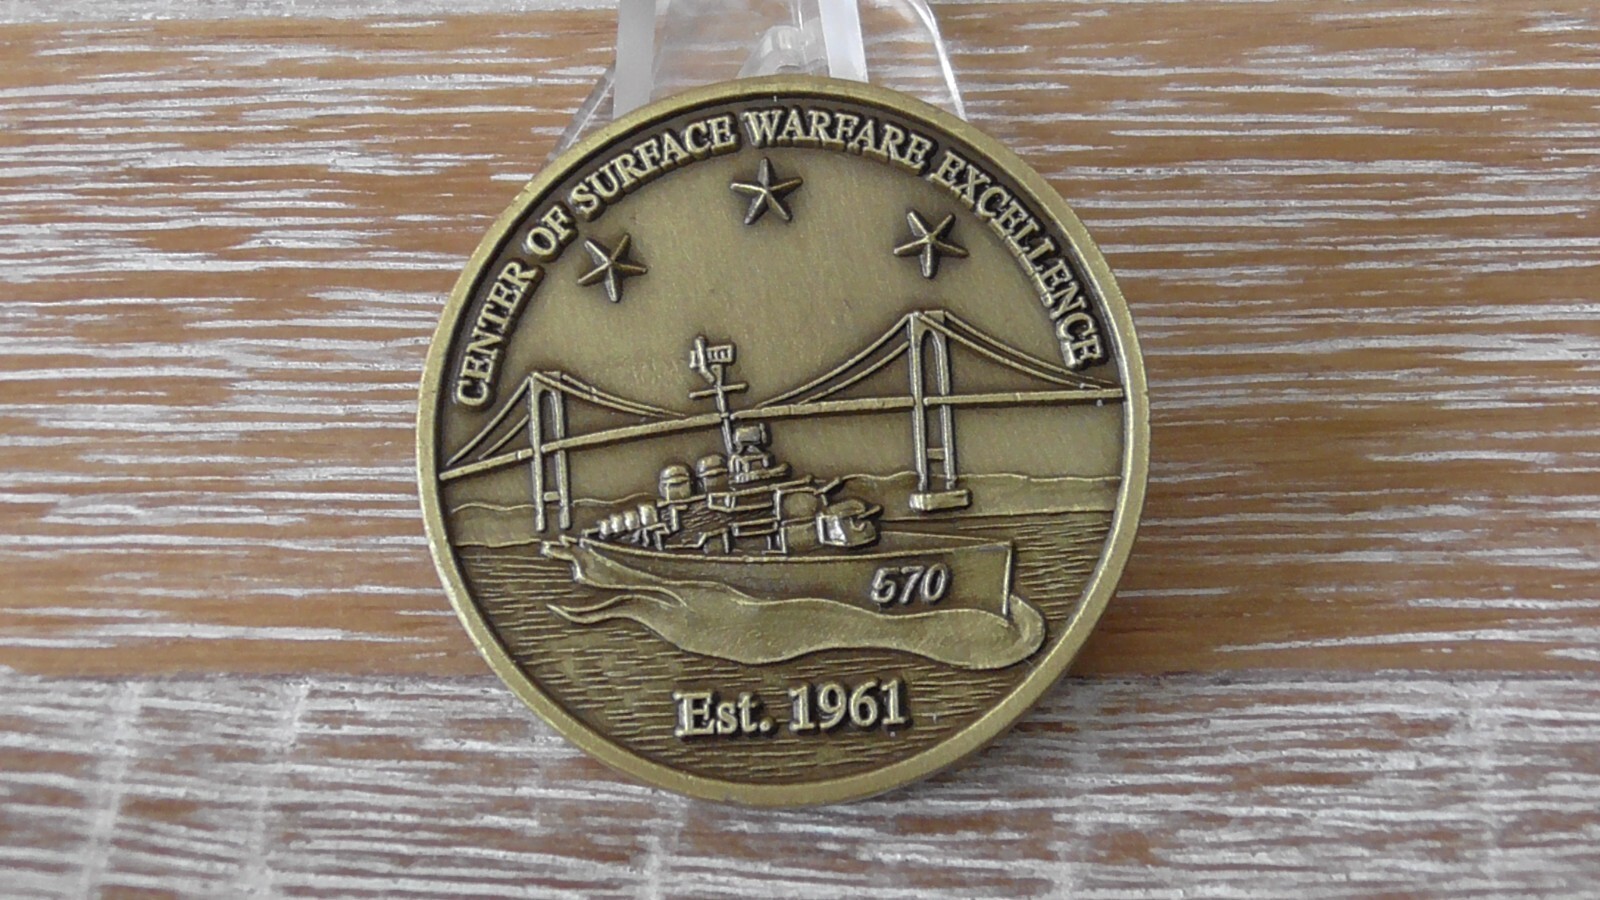 CENTER OF SURFACE WARFARE EXCELLENCE
570
Est. 1961